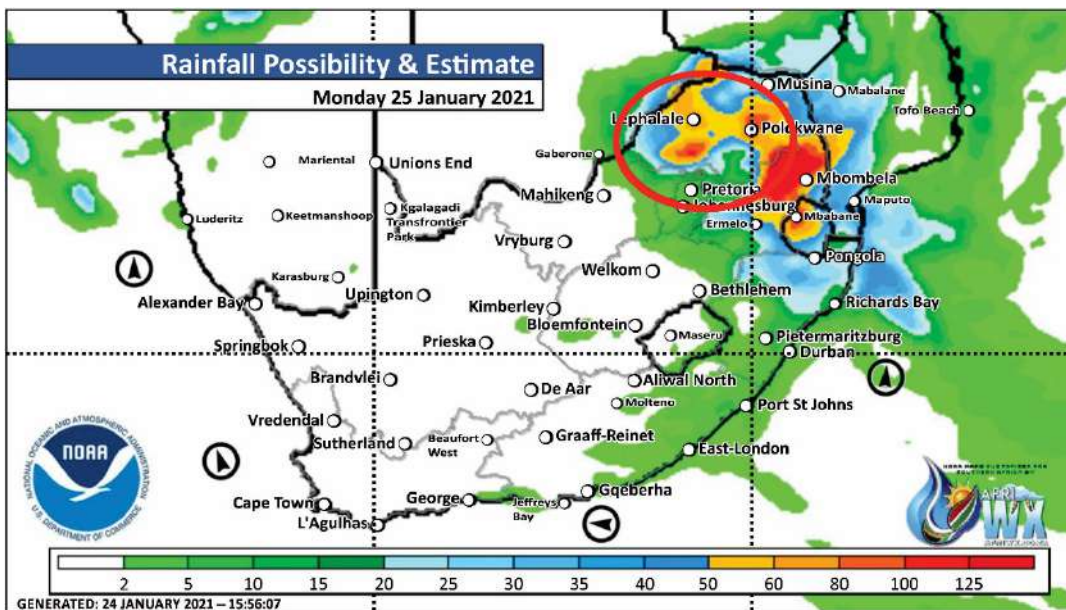 Rainfall Possibility & Estimate
Monday 25 January 2021
Musina
Mabalane
Lephalale
Polokwane
Tofo Beach
Gaberone
Mariental
Unions End
Mahikeng
Pretoria
Mbombela
Johannesburg
Maputo
Luderitz
Keetmanshoop
Kgalagadi
Transfrontier
Park
Ermelo
Mbabane
Vryburg
Pongola
Welkom
Karasburg
Upington
Bethlehem
Alexander Bay
Kimberley
Richards Bay
Bloemfontein
Maseru
Pietermaritzburg
Springbok
Prieska
Durban
Brandvlei
De Aar
Aliwal North
Molteno
Port St Johns
Vredendal
Sutherland
Beaufort
West
Graaff-Reinet
East-London
NATIONAL OCEANIC AND ATMOSPHERIC ADMINISTRATION
NOAA
U.S. DEPARTMENT OF COMMERCE
Cape Town
George
Jeffreys
Bay
Gqeberha
L'Agulhas
AFRI
WX
2 5 10 15 20 25 30 35 40 50 60 80 100 125
GENERATED: 24 JANUARY 2021 – 15:56:07